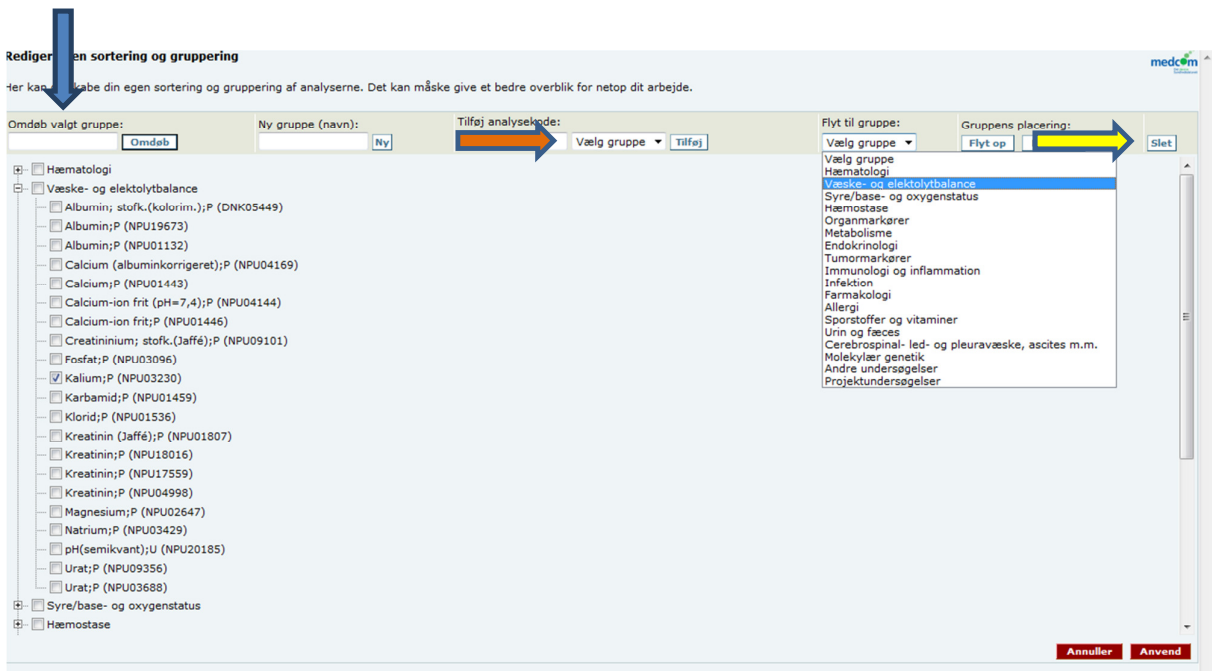 Rediger en sortering og gruppering
medcom
Her kan kabe din egen sortering og gruppering af analyserne. Det kan måske give et bedre overblik for netop dit arbejde.
Omdøb valgt gruppe: Ny gruppe (navn): Tilføj analysekode: Flyt til gruppe: Gruppens placering:
Omdøb Ny Vælg gruppe Tilføj Vælg gruppe Flyt op Slet
Vælg gruppe
Hæmatologi
Væske- og elektolytbalance
Syre/base- og oxygenstatus
Hæmostase
Organmarkører
Metabolisme
Endokrinologi
Tumormarkører
Immunologi og inflammation
Infektion
Farmakologi
Allergi
Sporstoffer og vitaminer
Urin og fæces
Cerebrospinal- led- og pleuravæske, ascites m.m.
Molekylær genetik
Andre undersøgelser
Projektundersøgelser
Hæmatologi
Væske- og elektolytbalance
Albumin; stofk.(kolorim.);P (DNK05449)
Albumin;P (NPU19673)
Albumin;P (NPU01132)
Calcium (albuminkorrigeret);P (NPU04169)
Calcium;P (NPU01443)
Calcium-ion frit (pH=7,4);P (NPU04144)
Calcium-ion frit;P (NPU01446)
Creatininium; stofk.(Jaffé);P (NPU09101)
Fosfat;P (NPU03096)
Kalium;P (NPU03230)
Karbamid;P (NPU01459)
Klorid;P (NPU01536)
Kreatinin (Jaffé);P (NPU01807)
Kreatinin;P (NPU18016)
Kreatinin;P (NPU17559)
Kreatinin;P (NPU04998)
Magnesium;P (NPU02647)
Natrium;P (NPU03429)
pH(semikvant);U (NPU20185)
Urat;P (NPU09356)
Urat;P (NPU03688)
Syre/base- og oxygenstatus
Hæmostase
Annuller Anvend